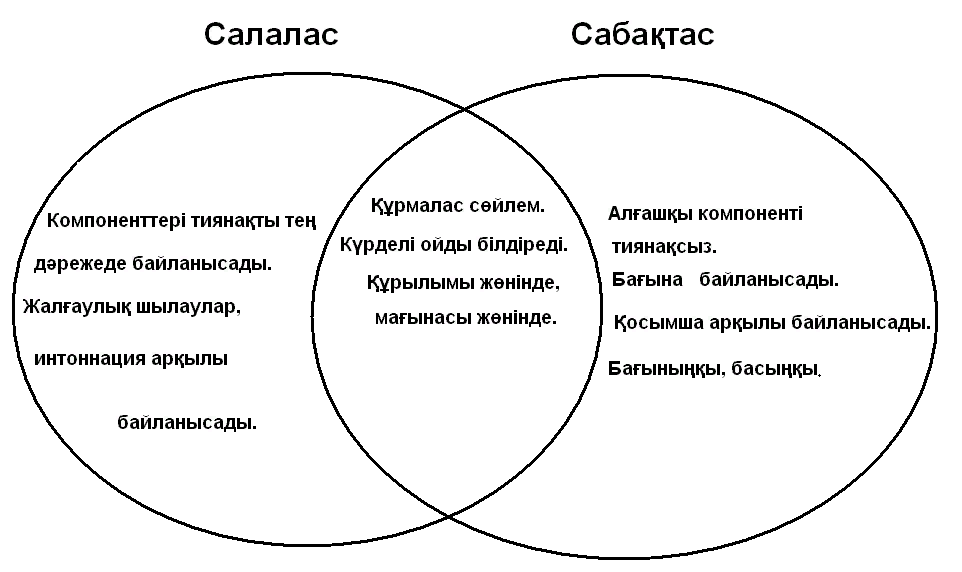 Салалас
Сабақтас
Компоненттері тиянақты тең
дәрежеде байланысады.
Жалғаулық шылаулар,
интоннация арқылы
байланысады.
Құрмалас сөйлем.
Күрделі ойды білдіреді.
Құрылымы жөнінде,
мағынасы жөнінде.
Алғашқы компоненті
тиянақсыз.
Бағына байланысады.
Қосымша арқылы байланысады.
Бағыныңқы, басыңқы.